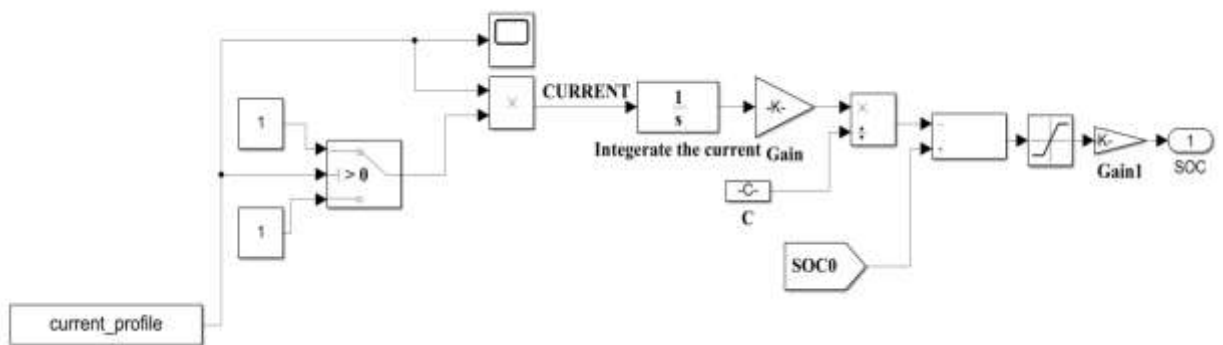 1
> 0
1
current_profile
×
CURRENT
1
s
Integerate the current
-K-
Gain
×
÷
-C-
C
SOC0
-
+
K-
Gain1
1
SOC